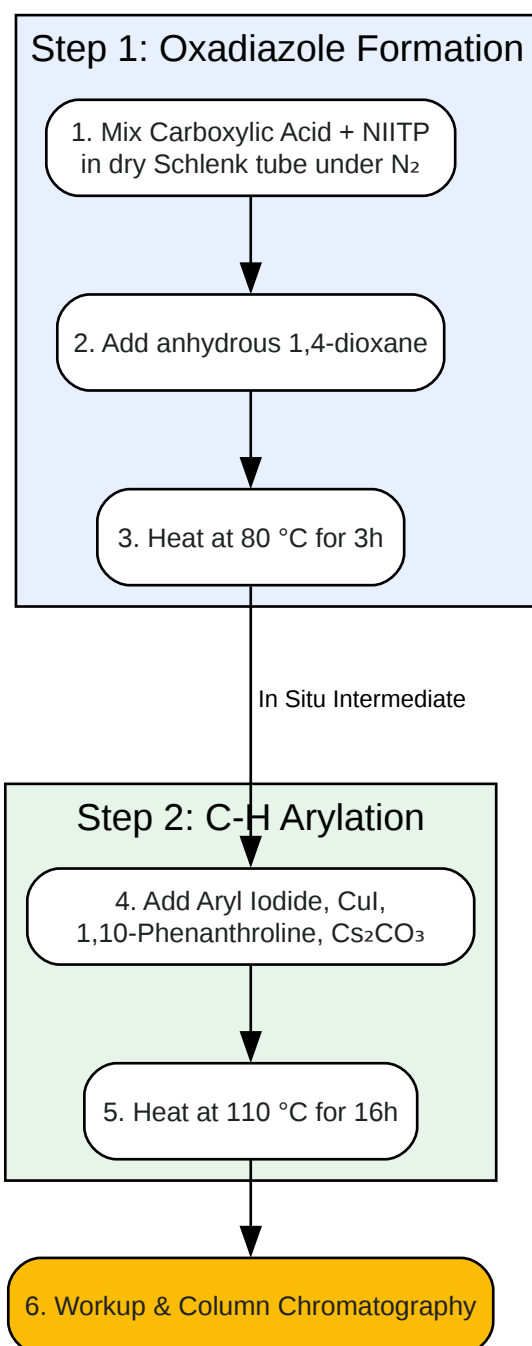 Step 1: Oxadiazole Formation
1. Mix Carboxylic Acid + NIITP
in dry Schlenk tube under N₂
2. Add anhydrous 1,4-dioxane
3. Heat at 80 °C for 3h
In Situ Intermediate
Step 2: C-H Arylation
4. Add Aryl Iodide, CuI,
1,10-Phenanthroline, Cs₂CO₃
5. Heat at 110 °C for 16h
6. Workup & Column Chromatography